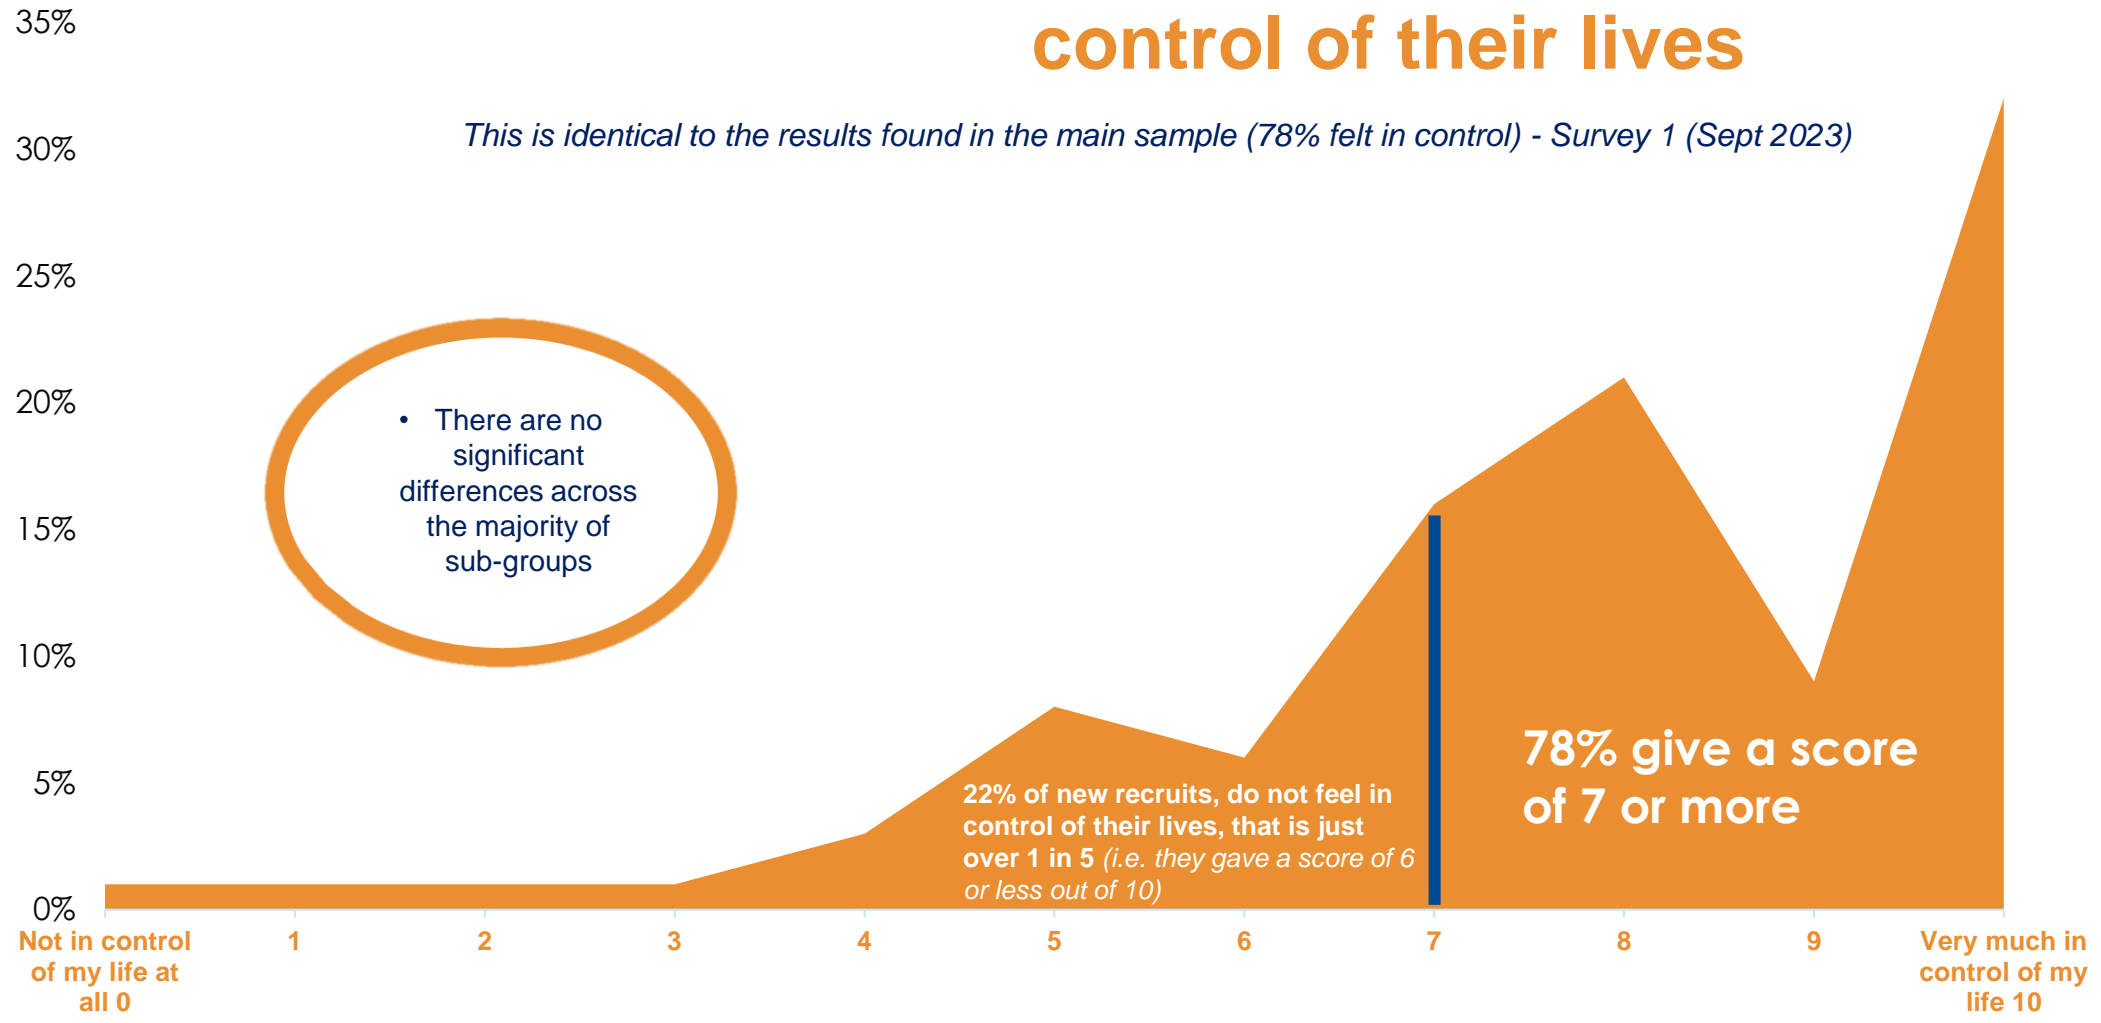 control of their lives
This is identical to the results found in the main sample (78% felt in control) - Survey 1 (Sept 2023)
35%
30%
25%
20%
15%
10%
5%
0%
• There are no
significant
differences across
the majority of
sub-groups
22% of new recruits, do not feel in
control of their lives, that is just
over 1 in 5 (i.e. they gave a score of 6
or less out of 10)
78% give a score
of 7 or more
Not in control
of my life at
all 0
1
2
3
4
5
6
7
8
9
Very much in
control of my
life 10